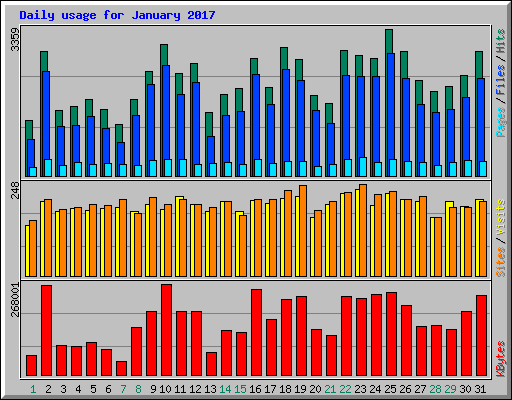 Daily usage for January 2017
3359
Pages / Files / Hits
248
Sites / Visits
268001
KBytes
1 2 3 4 5 6 7 8 9 10 11 12 13 14 15 16 17 18 19 20 21 22 23 24 25 26 27 28 29 30 31